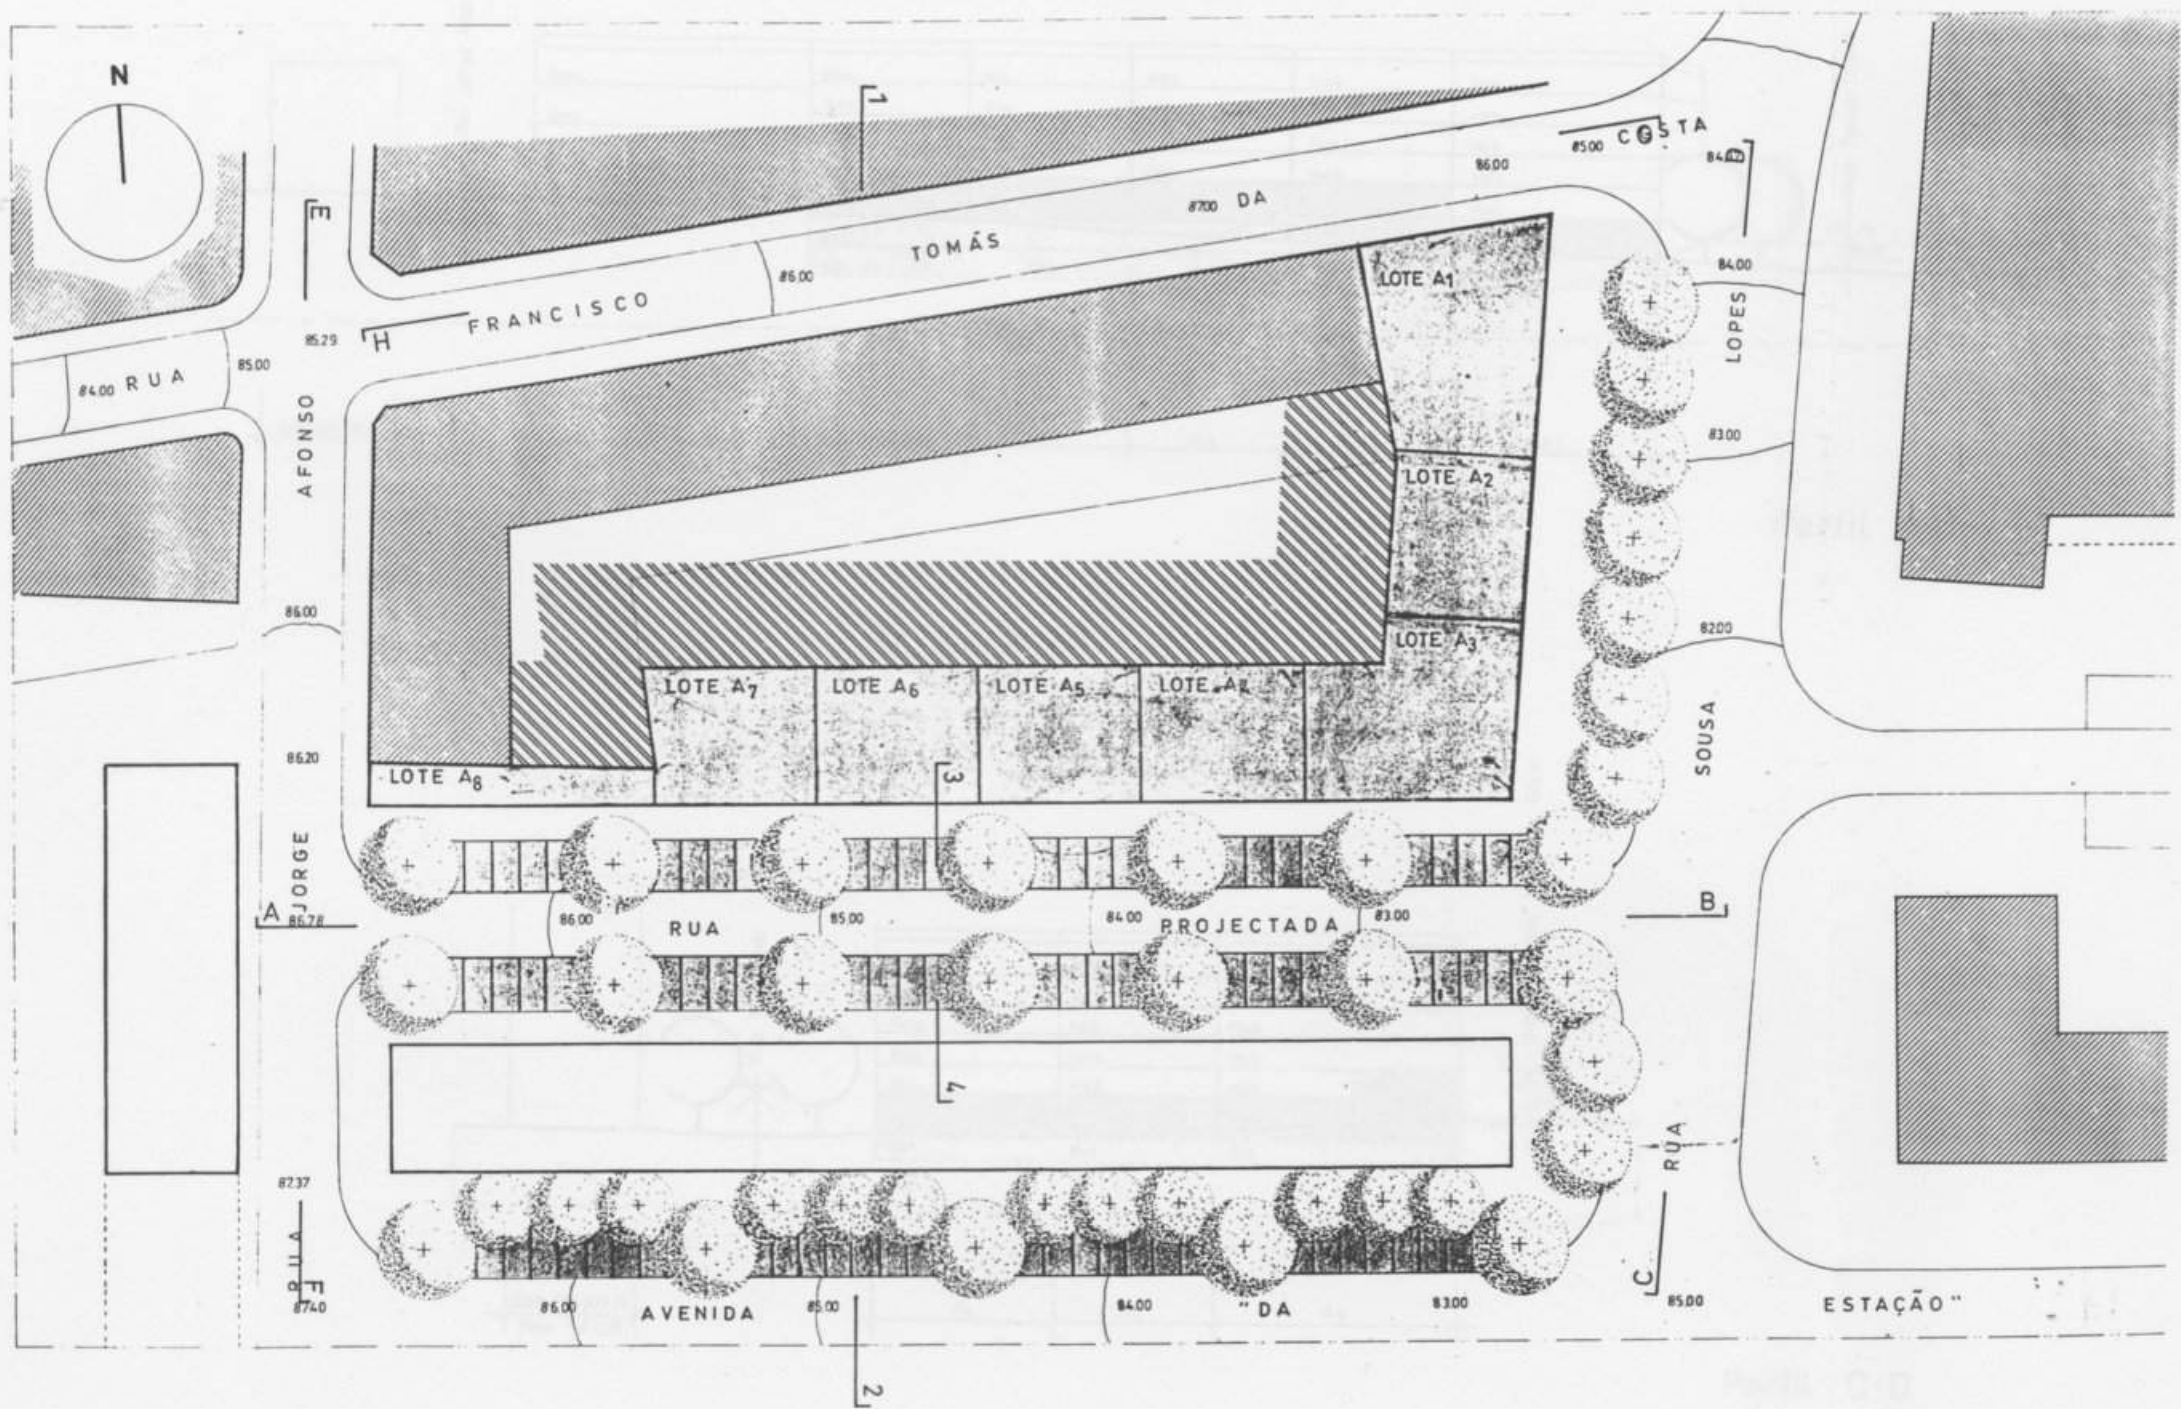 N
1
E
COSTA
G
85.00
84.87
D
86.00
87.00
DA
TOMÁS
86.00
FRANCISCO
H
85.29
85.00
84.00
RUA
LOTE A1
84.00
LOPES
AFONSO
83.00
LOTE A2
86.00
82.00
LOTE A3
LOTE A7
LOTE A6
LOTE A5
LOTE A4
86.20
LOTE A8
3
SOUSA
JORGE
A
86.78
86.00
RUA
85.00
84.00
PROJECTADA
83.00
B
4
RUA
82.37
RUA
F
87.40
86.00
AVENIDA
85.00
84.00
"DA
83.00
C
85.00
ESTAÇÃO"
2